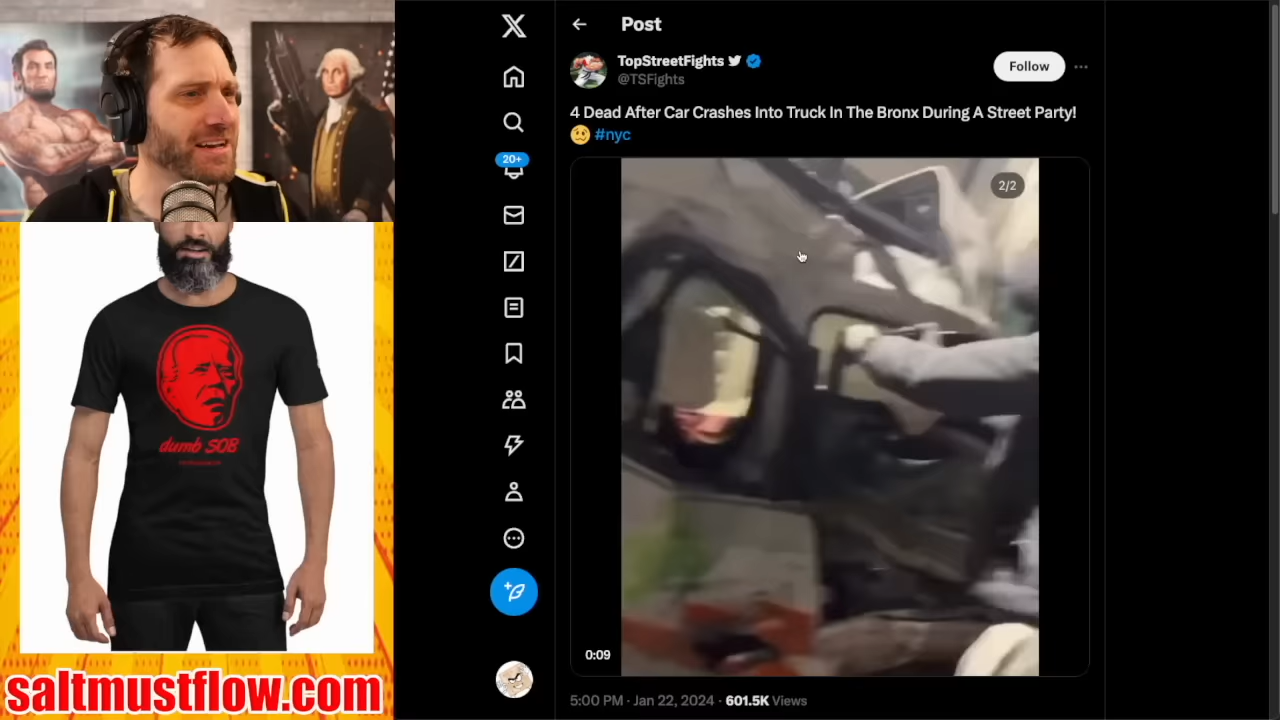 Post
TopStreetFights
@TSFights
Follow
4 Dead After Car Crashes Into Truck In The Bronx During A Street Party!
#nyc
20+
2/2
0:09
5:00 PM · Jan 22, 2024 · 601.5K Views
dumb SOB
saltmustflow.com